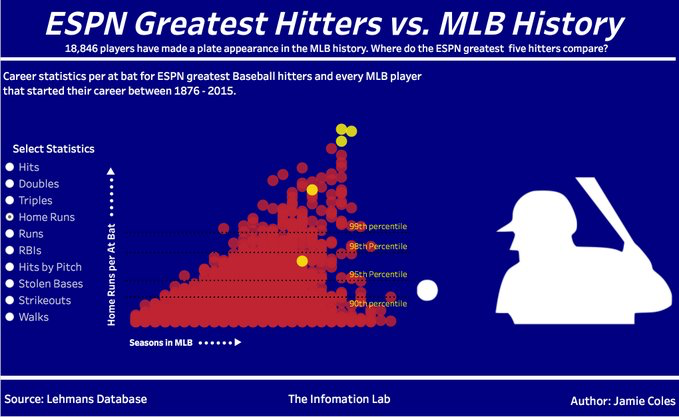 ESPN Greatest Hitters vs. MLB History
18,846 players have made a plate appearance in the MLB history. Where do the ESPN greatest five hitters compare?
Career statistics per at bat for ESPN greatest Baseball hitters and every MLB player
that started their career between 1876 - 2015.
Select Statistics
Hits
Doubles
Triples
Home Runs
Runs
RBIs
Hits by Pitch
Stolen Bases
Strikeouts
Walks
Home Runs per At Bat
99th percentile
98th Percentile
95th Percentile
90th percentile
Seasons in MLB
Source: Lehmans Database
The Infomation Lab
Author: Jamie Coles